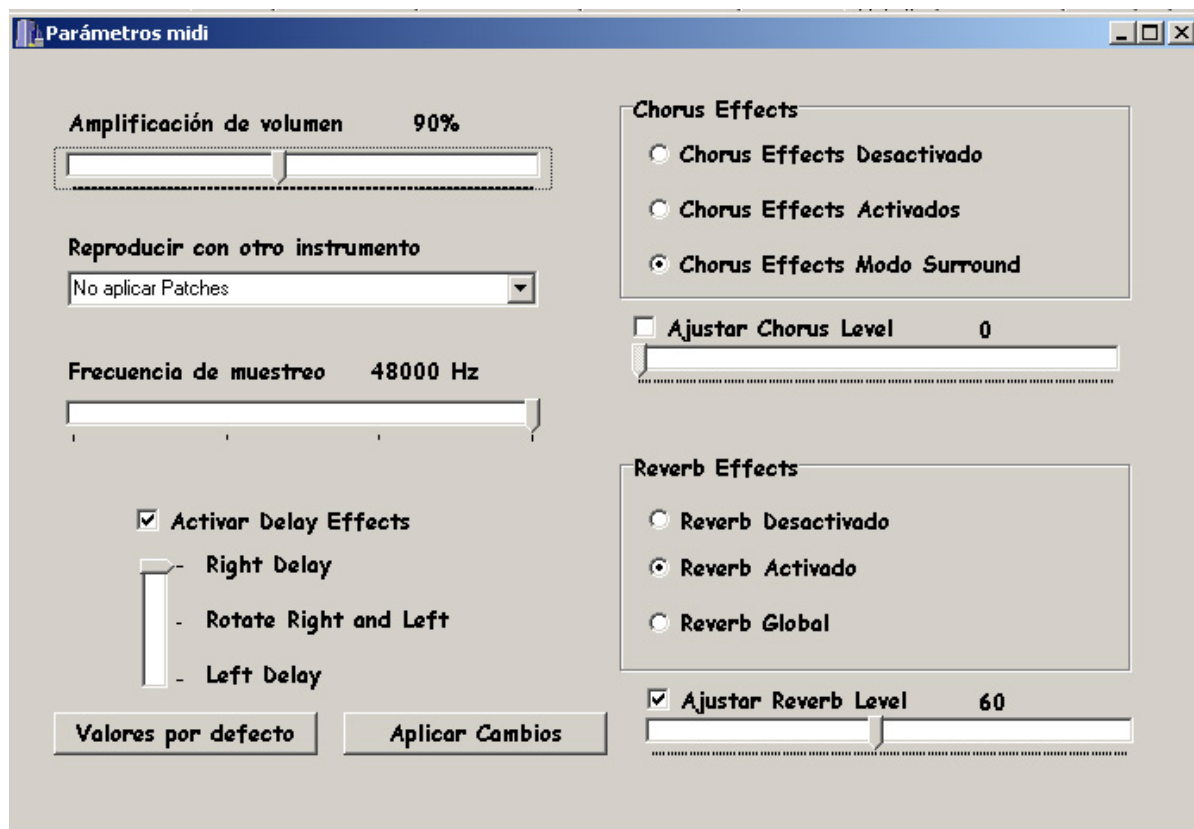 Parámetros midi
Amplificación de volumen 90%
Reproducir con otro instrumento
No aplicar Patches
Frecuencia de muestreo 48000 Hz
Activar Delay Effects
Right Delay
Rotate Right and Left
Left Delay
Valores por defecto
Aplicar Cambios
Chorus Effects
Chorus Effects Desactivado
Chorus Effects Activados
Chorus Effects Modo Surround
Ajustar Chorus Level 0
Reverb Effects
Reverb Desactivado
Reverb Activado
Reverb Global
Ajustar Reverb Level 60